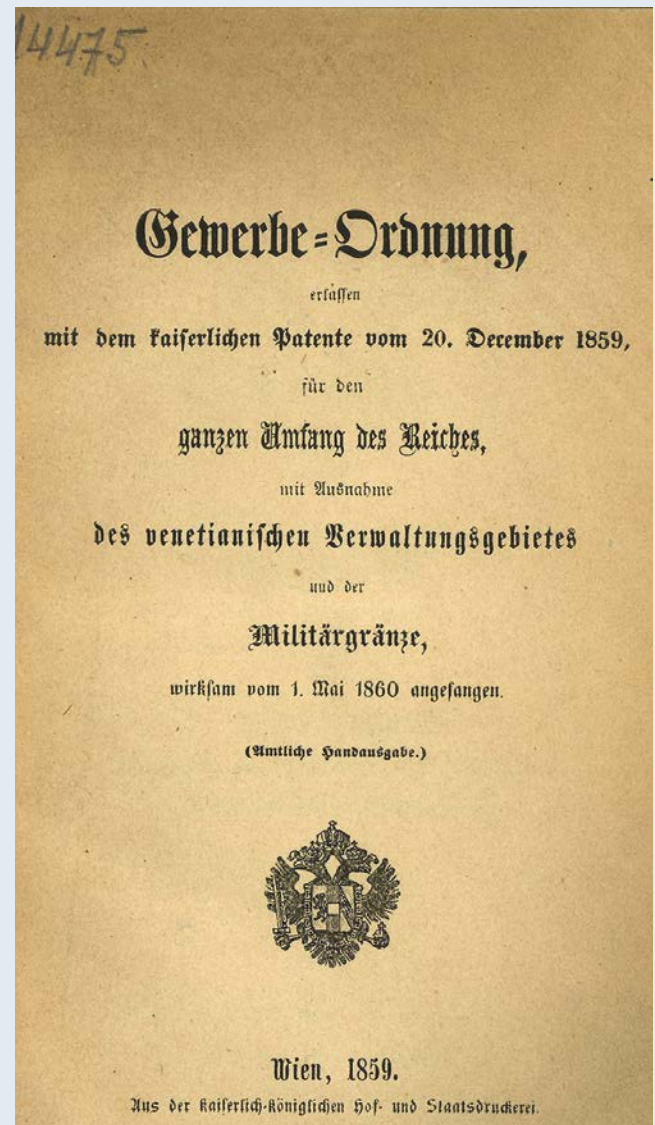 14475.
Gewerbe=Ordnung,
erlassen
mit dem kaiserlichen Patente vom 20. December 1859,
für den
ganzen Umfang des Reiches,
mit Ausnahme
des venetianischen Verwaltungsgebietes
und der
Militärgränze,
wirksam vom 1. Mai 1860 angefangen.
(Amtliche Handausgabe.)
Wien, 1859.
Aus der kaiserlich-königlichen Hof- und Staatsdruckerei.